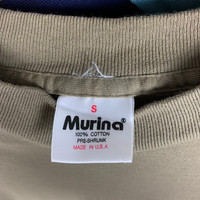 S
Murina®
100% COTTON
PRE-SHRUNK
MADE IN U.S.A.